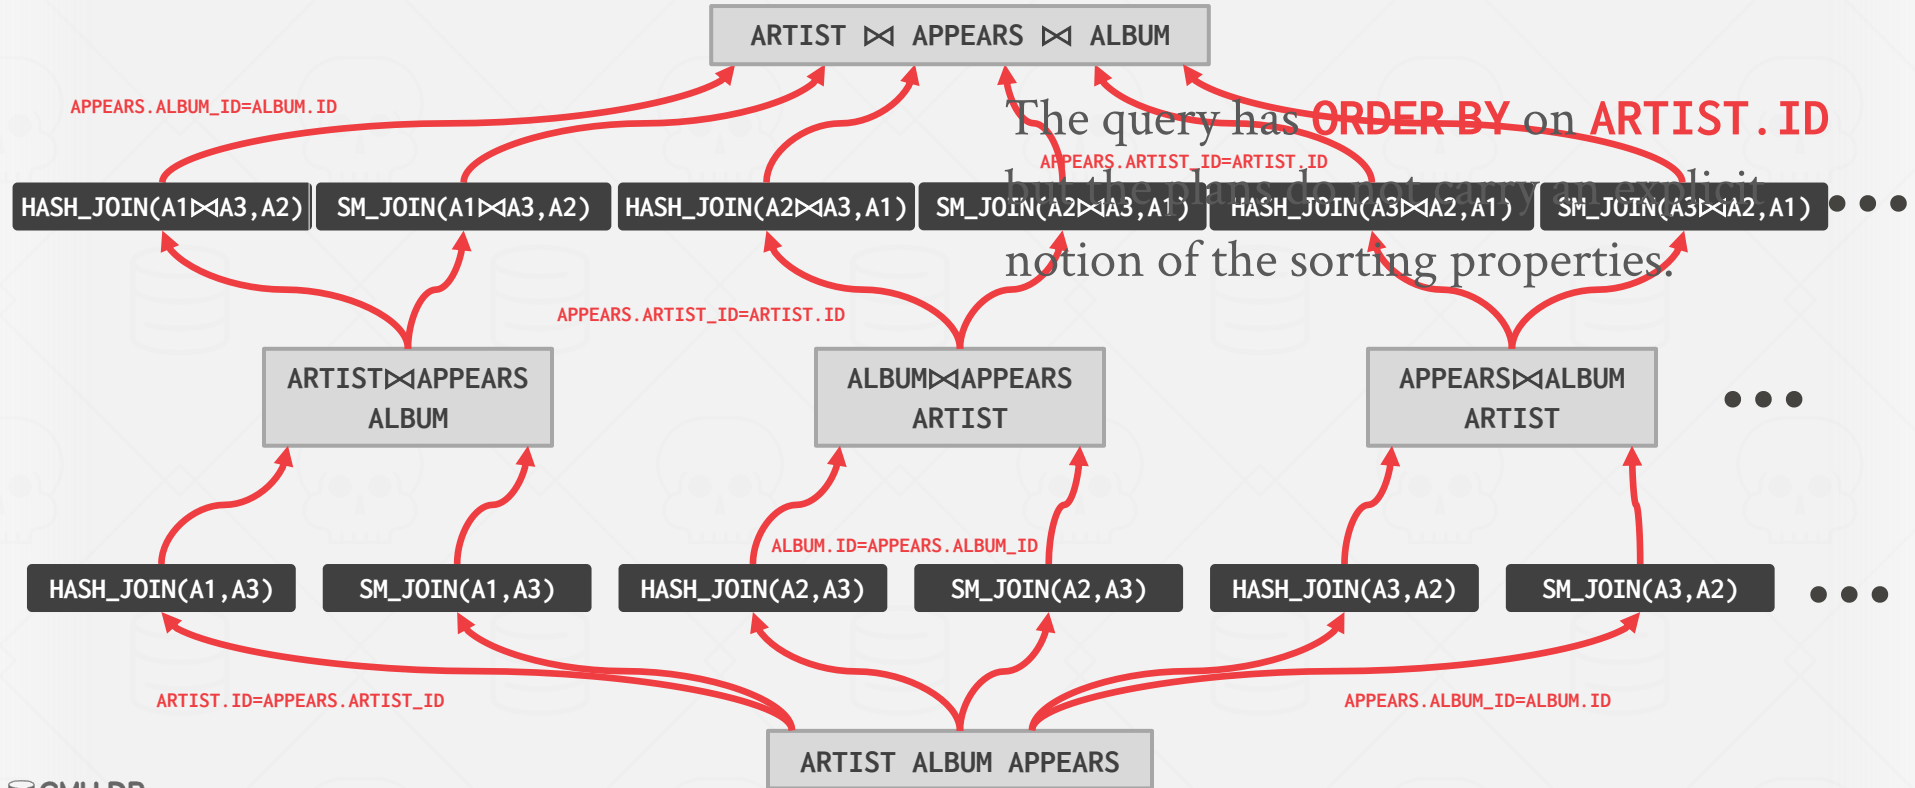 ARTIST ⋈ APPEARS ⋈ ALBUM
APPEARS.ALBUM_ID=ALBUM.ID
The query has ORDER BY on ARTIST.ID
APPEARS.ARTIST_ID=ARTIST.ID
but the plans do not carry an explicit
HASH_JOIN(A1⋈A3,A2)
SM_JOIN(A1⋈A3,A2)
HASH_JOIN(A2⋈A3,A1)
SM_JOIN(A2⋈A3,A1)
HASH_JOIN(A3⋈A2,A1)
SM_JOIN(A3⋈A2,A1)
notion of the sorting properties.
APPEARS.ARTIST_ID=ARTIST.ID
ARTIST⋈APPEARS
ALBUM
ALBUM⋈APPEARS
ARTIST
APPEARS⋈ALBUM
ARTIST
ALBUM.ID=APPEARS.ALBUM_ID
HASH_JOIN(A1,A3)
SM_JOIN(A1,A3)
HASH_JOIN(A2,A3)
SM_JOIN(A2,A3)
HASH_JOIN(A3,A2)
SM_JOIN(A3,A2)
ARTIST.ID=APPEARS.ARTIST_ID
APPEARS.ALBUM_ID=ALBUM.ID
ARTIST ALBUM APPEARS